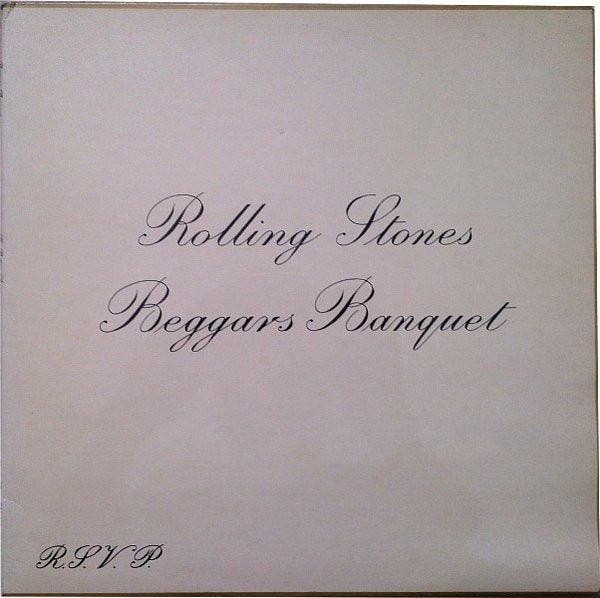 Rolling Stones
Beggars Banquet
R.S.V.P.